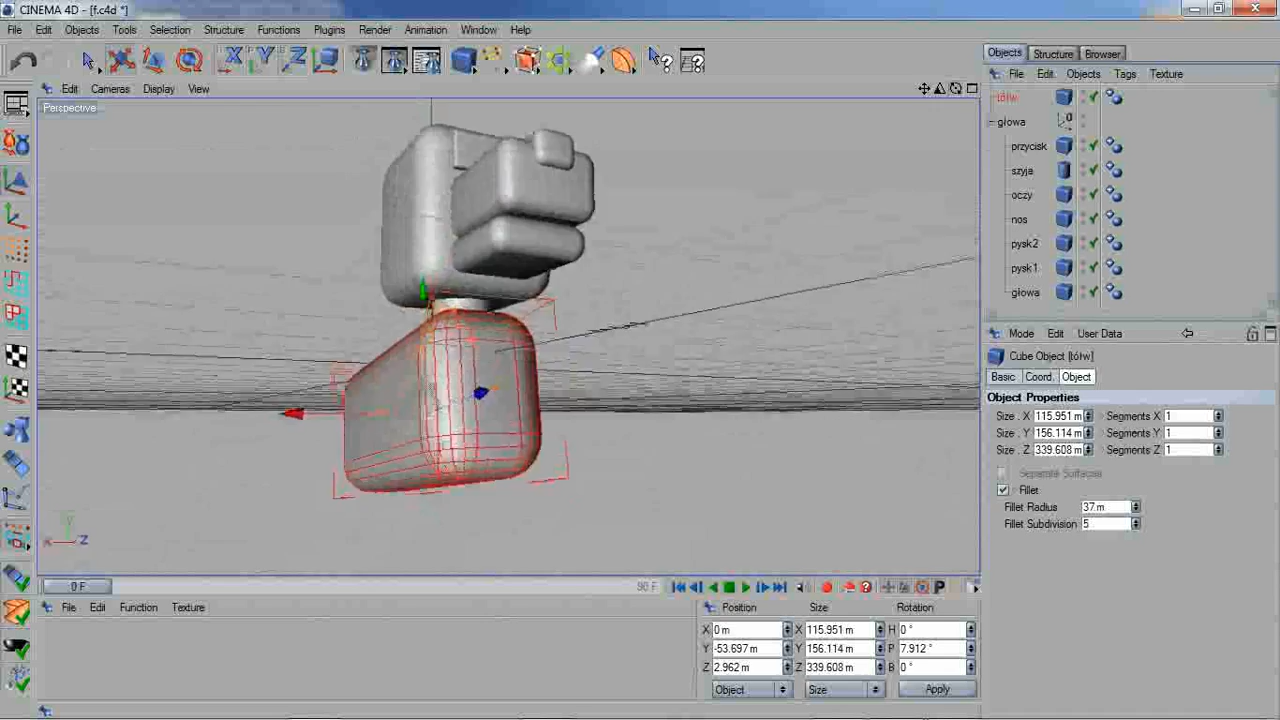 CINEMA 4D - [f.c4d *]
File Edit Objects Tools Selection Structure Functions Plugins Render Animation Window Help
Objects Structure Browser
File Edit Objects Tags Texture
Edit Cameras Display View
Perspective
tółw
0
głowa
przycisk
szyja
oczy
nos
pysk2
pysk1
głowa
Mode Edit User Data
Cube Object [tółw]
Basic Coord. Object
Object Properties
Size . X 115.951 m Segments X 1
Size . Y 156.114 m Segments Y 1
Size . Z 339.608 m Segments Z 1
Separate Surfaces
Fillet
Fillet Radius 37 m
Fillet Subdivision 5
Y
X Z
0 F 90 F P
File Edit Function Texture
Position Size Rotation
X 0 m X 115.951 m H 0 °
Y -53.697 m Y 156.114 m P 7.912 °
Z 2.962 m Z 339.608 m B 0 °
Object Size Apply